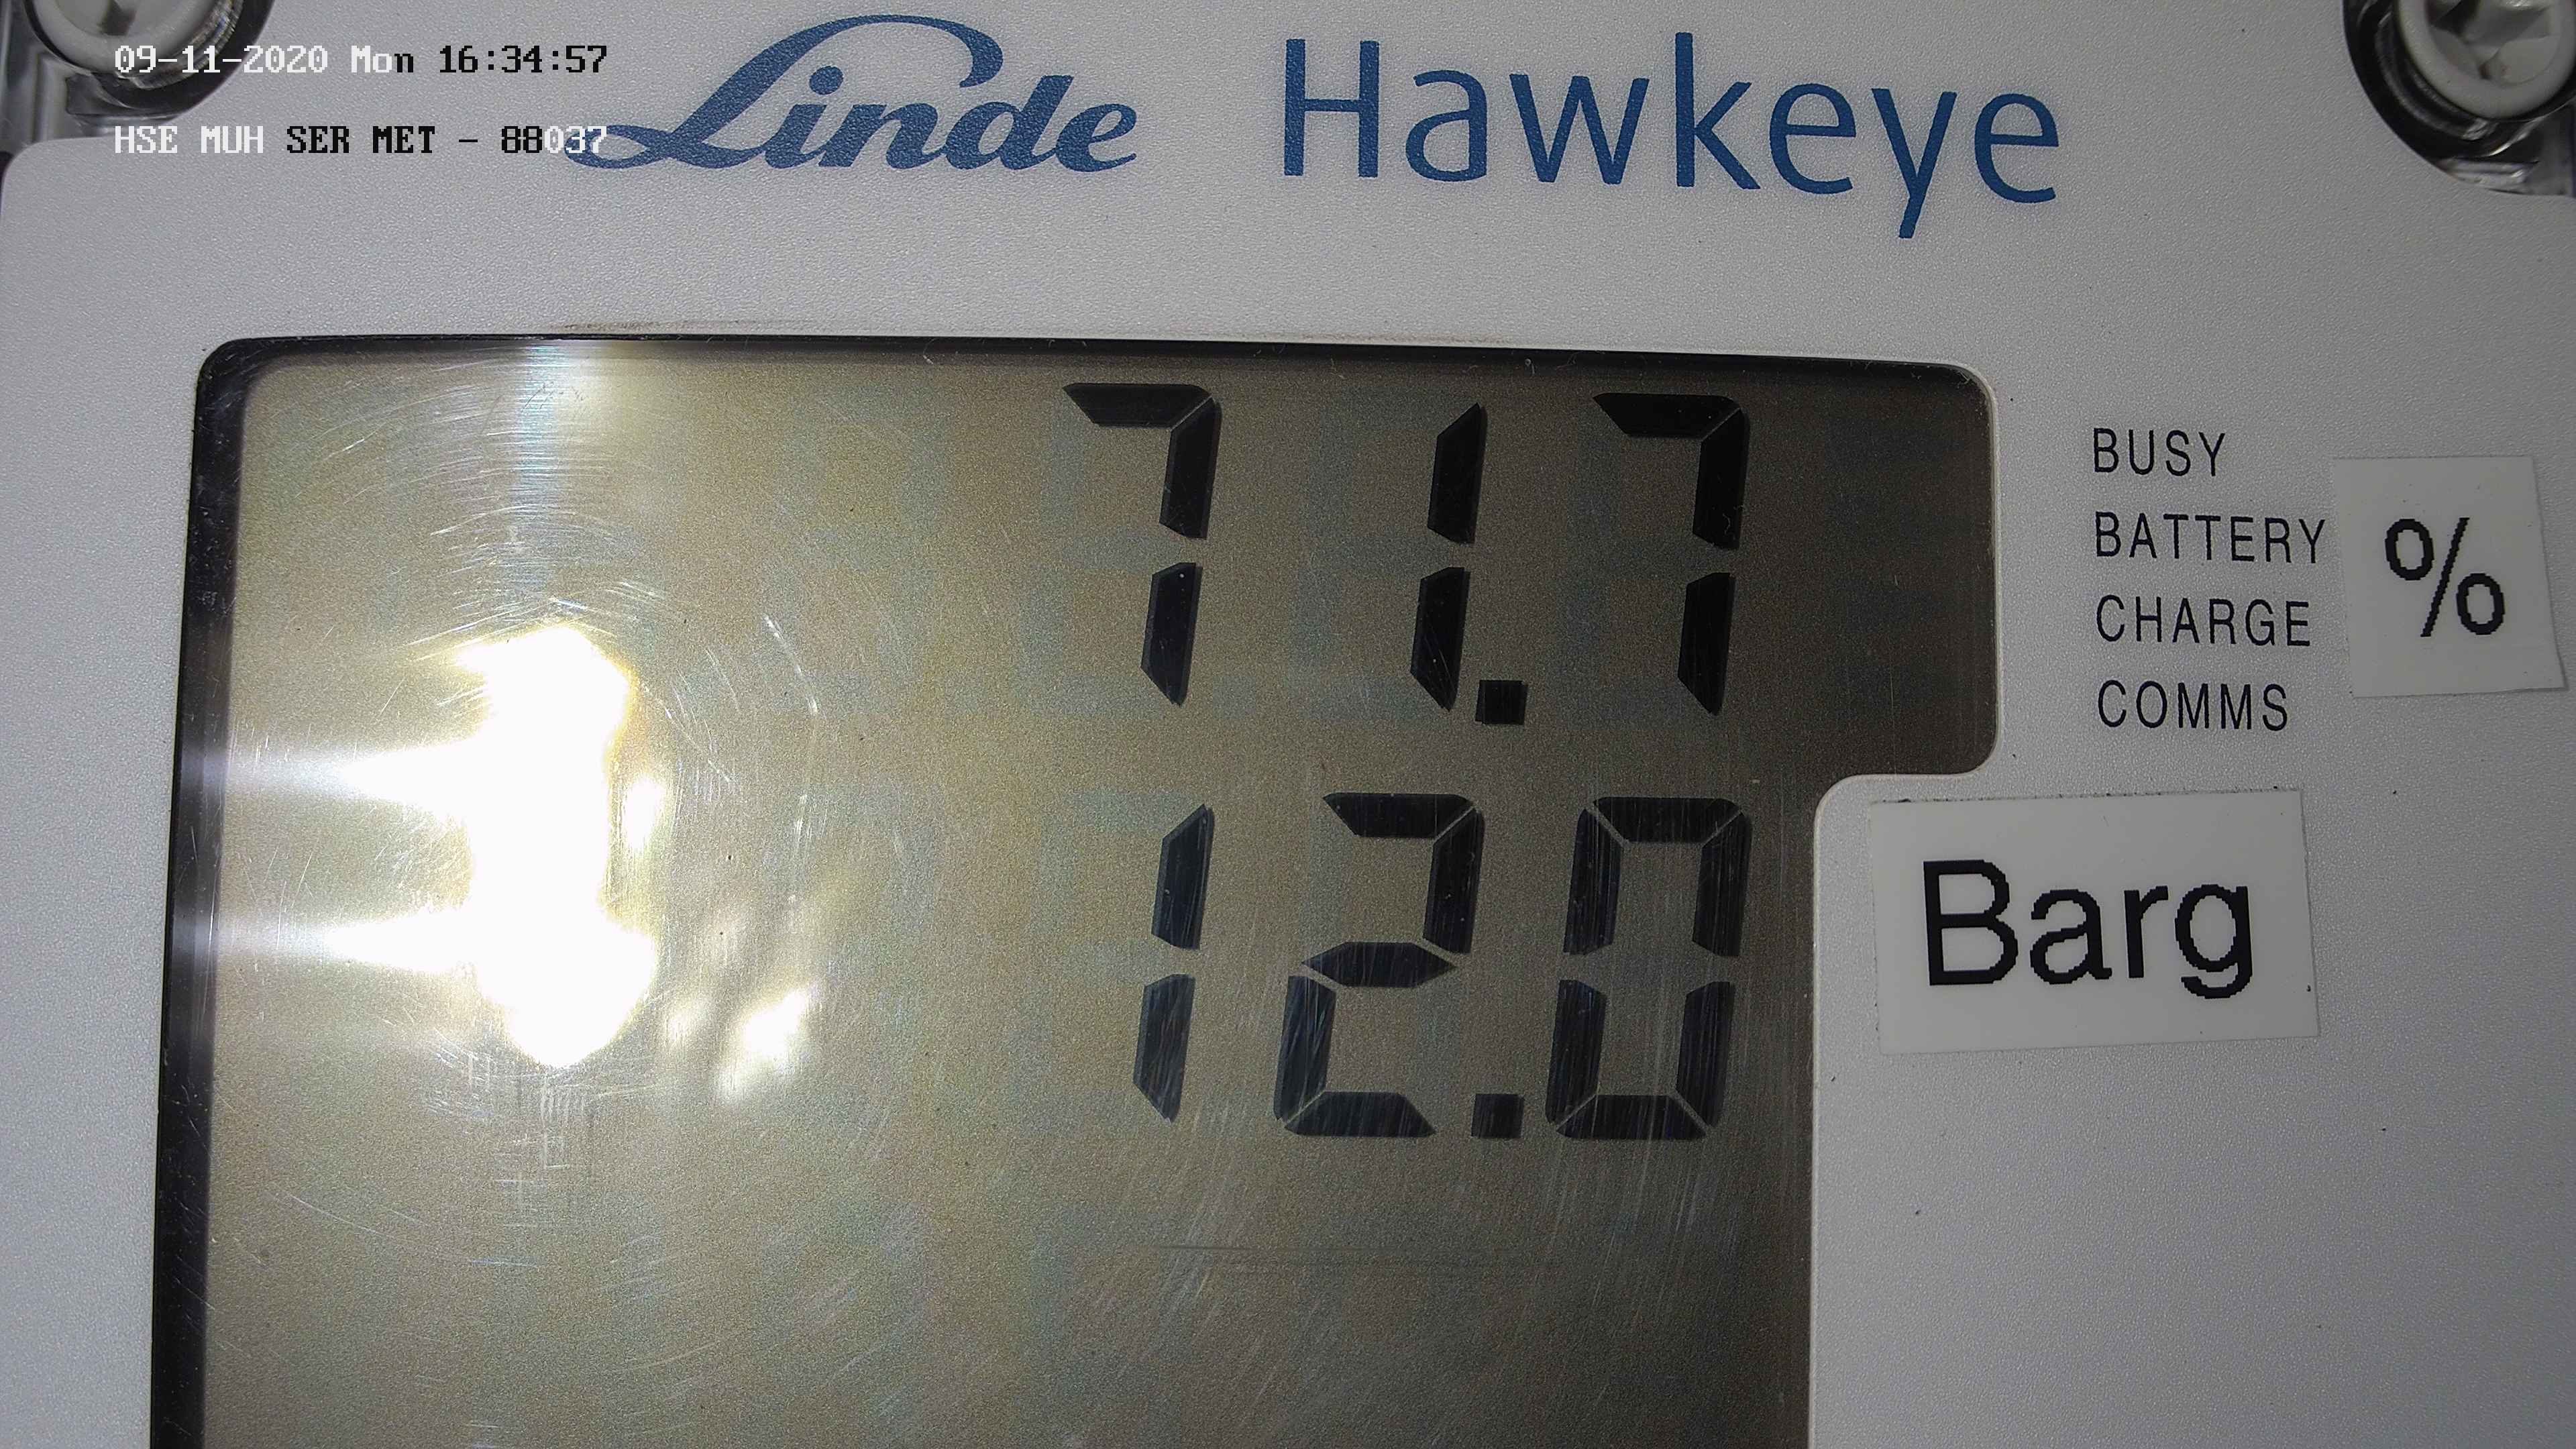 09-11-2020 Mon 16:34:57
HSE MUH SER MET - 88037
Linde Hawkeye
71.7
BUSY
BATTERY
CHARGE
COMMS
%
12.0
Barg